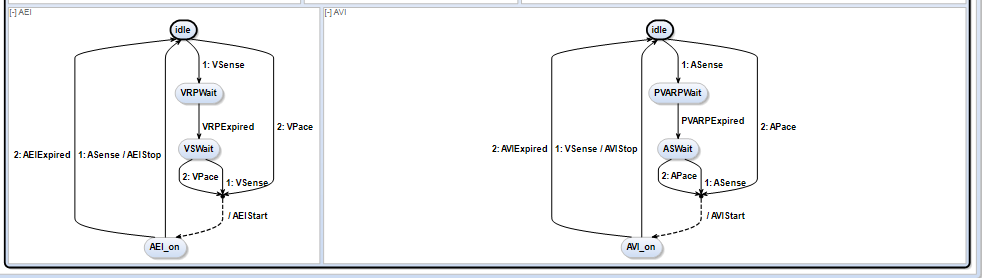 [-] AEI
idle
1: VSense
VRPWait
VRPExpired
2: VPace
VSWait
2: AEIExpired
1: ASense / AEIStop
2: VPace
1: VSense
/ AEIStart
AEI_on
[-] AVI
idle
1: ASense
PVARPWait
PVARPExpired
2: APace
ASWait
2: AVIExpired
1: VSense / AVIStop
2: APace
1: ASense
/ AVIStart
AVI_on